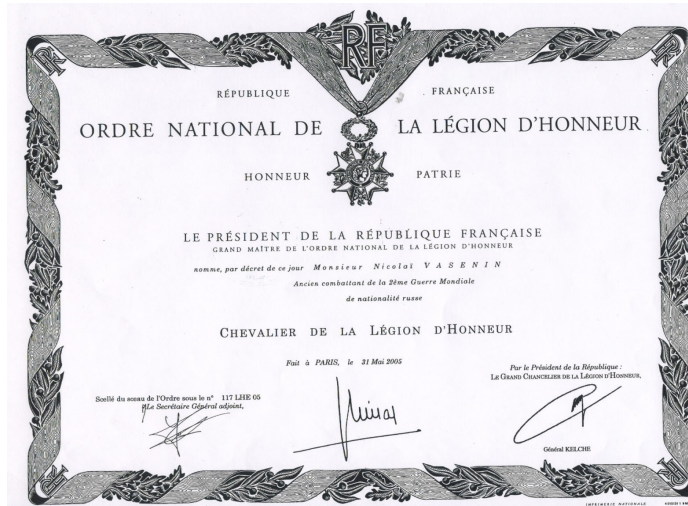 RF
RÉPUBLIQUE FRANÇAISE
ORDRE NATIONAL DE LA LÉGION D'HONNEUR
HONNEUR PATRIE
LE PRÉSIDENT DE LA RÉPUBLIQUE FRANÇAISE
GRAND MAÎTRE DE L'ORDRE NATIONAL DE LA LÉGION D'HONNEUR
nomme, par décret de ce jour Monsieur Nicolaï VASENIN
Ancien combattant de la 2ème Guerre Mondiale
de nationalité russe
CHEVALIER DE LA LÉGION D'HONNEUR
Fait à PARIS, le 31 Mai 2005
Par le Président de la République :
LE GRAND CHANCELIER DE LA LÉGION D'HONNEUR,
Scellé du sceau de l'Ordre sous le n° 117 LHE 05
Le Secrétaire Général adjoint,
Général KELCHE
IMPRIMERIE NATIONALE